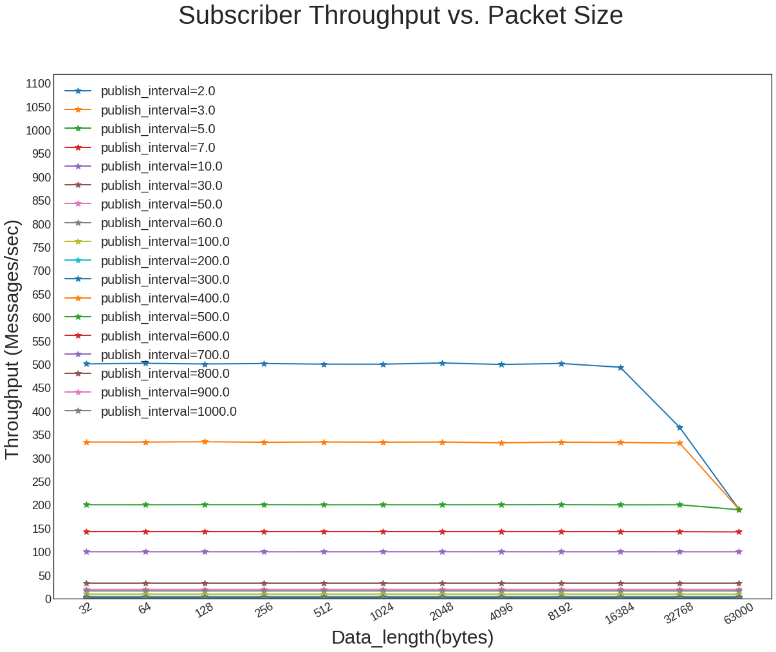 Subscriber Throughput vs. Packet Size
Throughput (Messages/sec)
1100
1050
1000
950
900
850
800
750
700
650
600
550
500
450
400
350
300
250
200
150
100
50
0
publish_interval=2.0
publish_interval=3.0
publish_interval=5.0
publish_interval=7.0
publish_interval=10.0
publish_interval=30.0
publish_interval=50.0
publish_interval=60.0
publish_interval=100.0
publish_interval=200.0
publish_interval=300.0
publish_interval=400.0
publish_interval=500.0
publish_interval=600.0
publish_interval=700.0
publish_interval=800.0
publish_interval=900.0
publish_interval=1000.0
32
64
128
256
512
1024
2048
4096
8192
16384
32768
63000
Data_length(bytes)